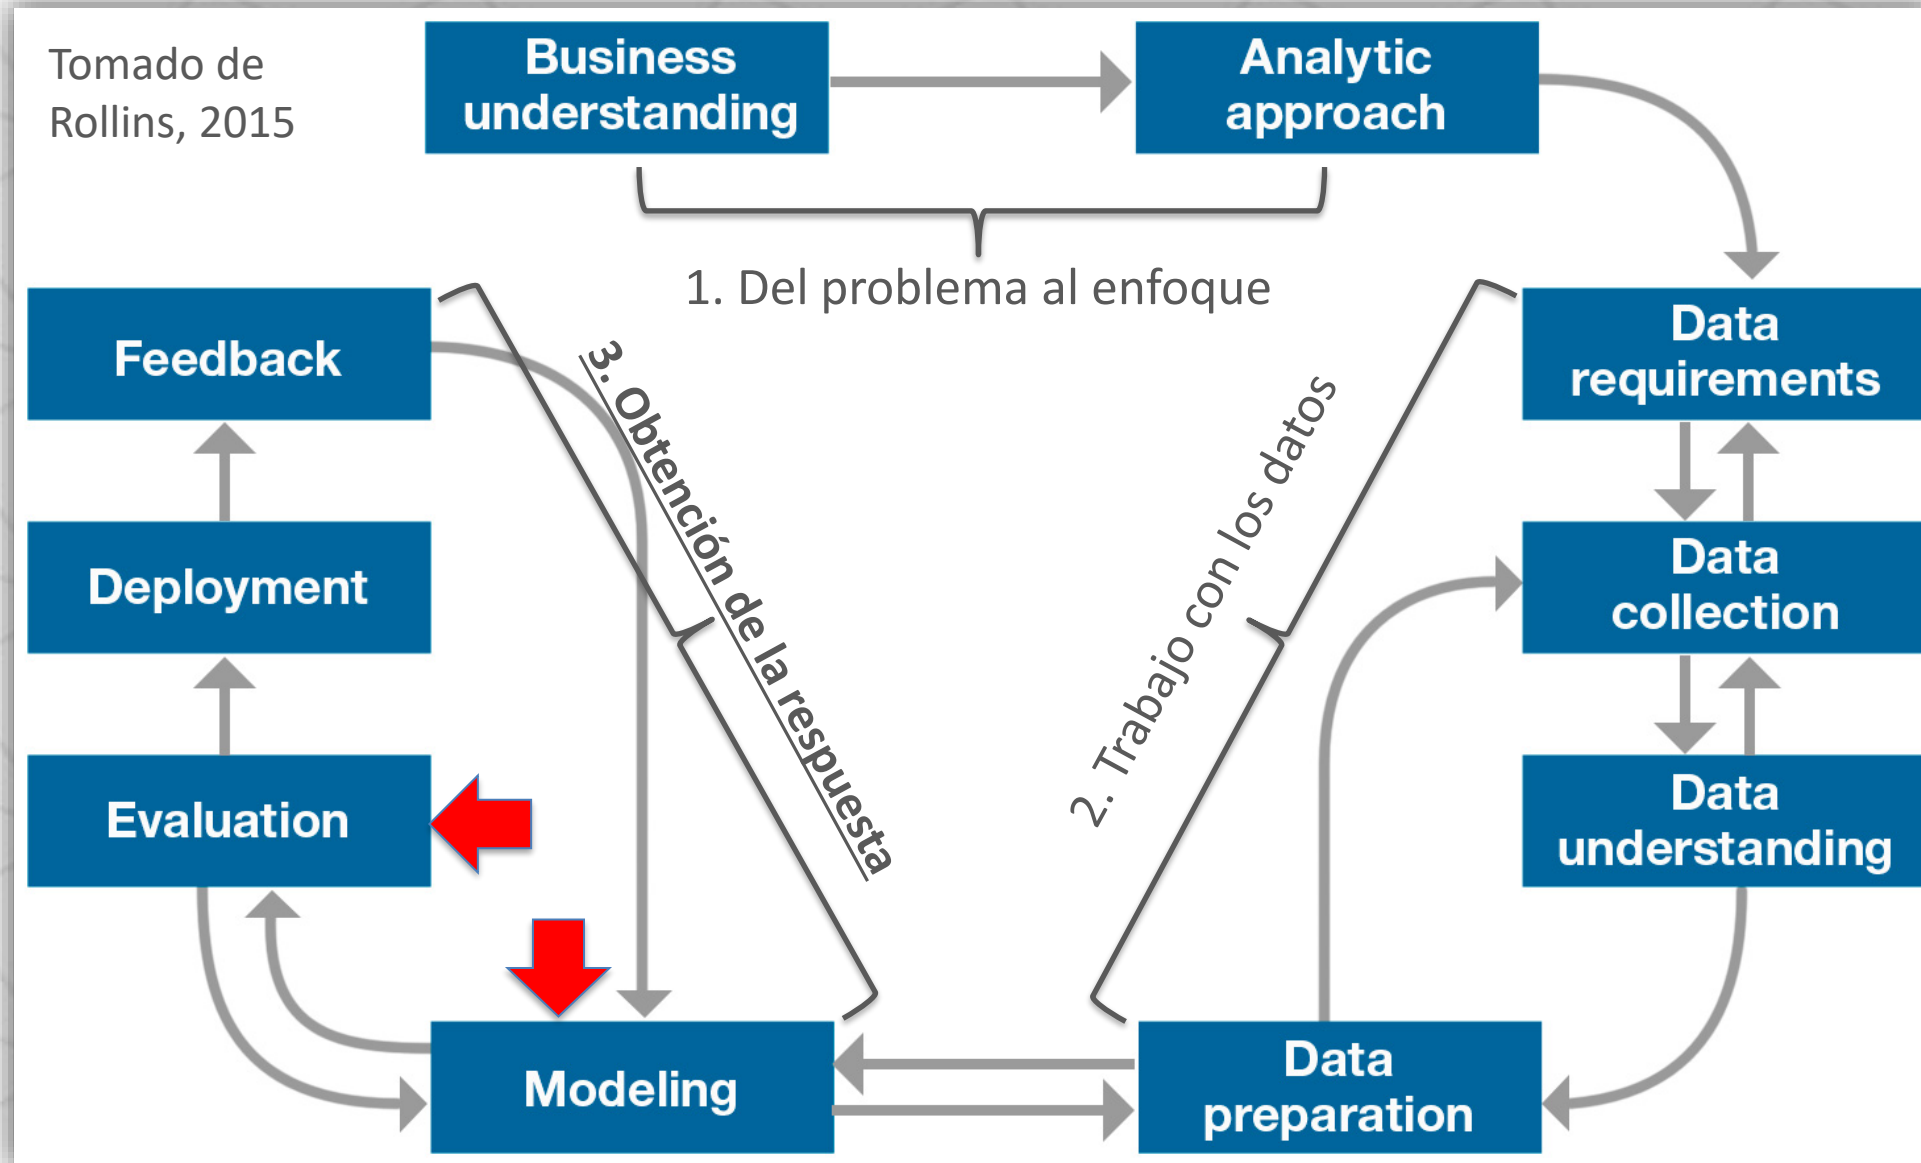 Tomado de
Rollins, 2015
Business
understanding
Analytic
approach
1. Del problema al enfoque
Feedback
Data
requirements
3. Obtención de la respuesta
2. Trabajo con los datos
Deployment
Data
collection
Evaluation
Data
understanding
Modeling
Data
preparation